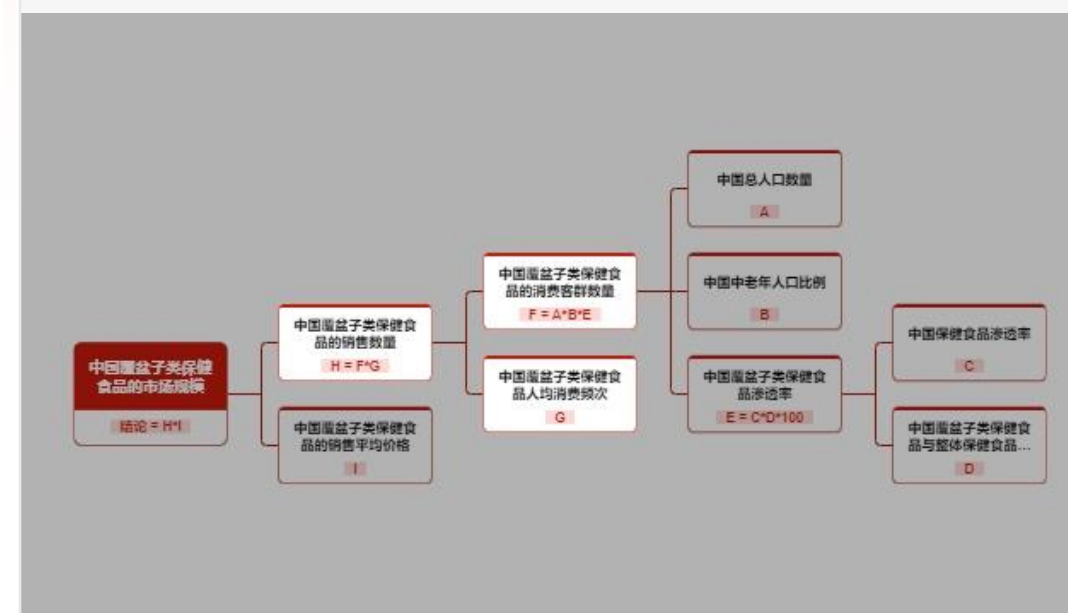 中国总人口数量
A
中国覆盆子类保健食
品的消费客群数量
F = A*B*E
中国中老年人口比例
B
中国覆盆子类保健食
品的销售数量
H = F*G
中国保健食品渗透率
C
中国覆盆子类保健
食品的市场规模
结论 = H*I
中国覆盆子类保健食
品人均消费频次
G
中国覆盆子类保健食
品渗透率
E = C*D*100
中国覆盆子类保健食
品的销售平均价格
I
中国覆盆子类保健食
品与整体保健食品...
D